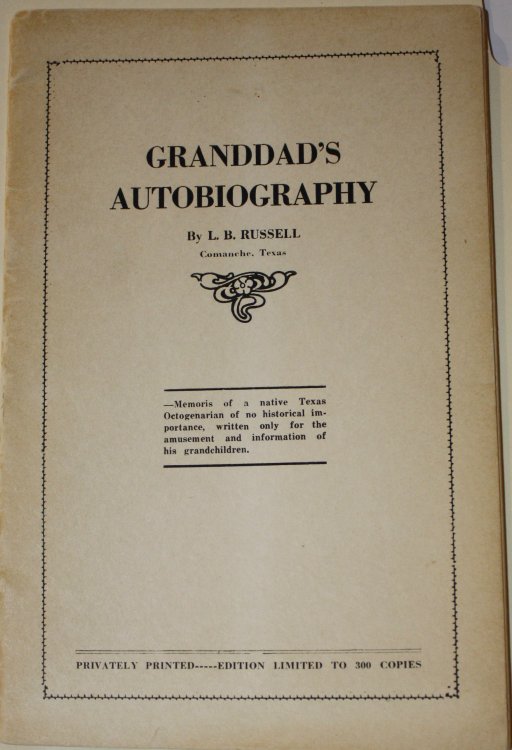 GRANDDAD'S
AUTOBIOGRAPHY
By L. B. RUSSELL
Comanche, Texas
—Memoris of a native Texas
Octogenarian of no historical im-
portance, written only for the
amusement and information of
his grandchildren.
PRIVATELY PRINTED-----EDITION LIMITED TO 300 COPIES